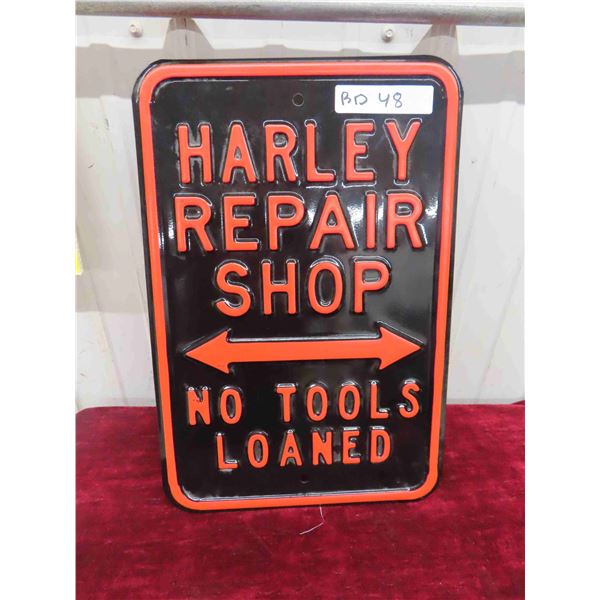 BD 48
HARLEY
REPAIR
SHOP
NO TOOLS
LOANED